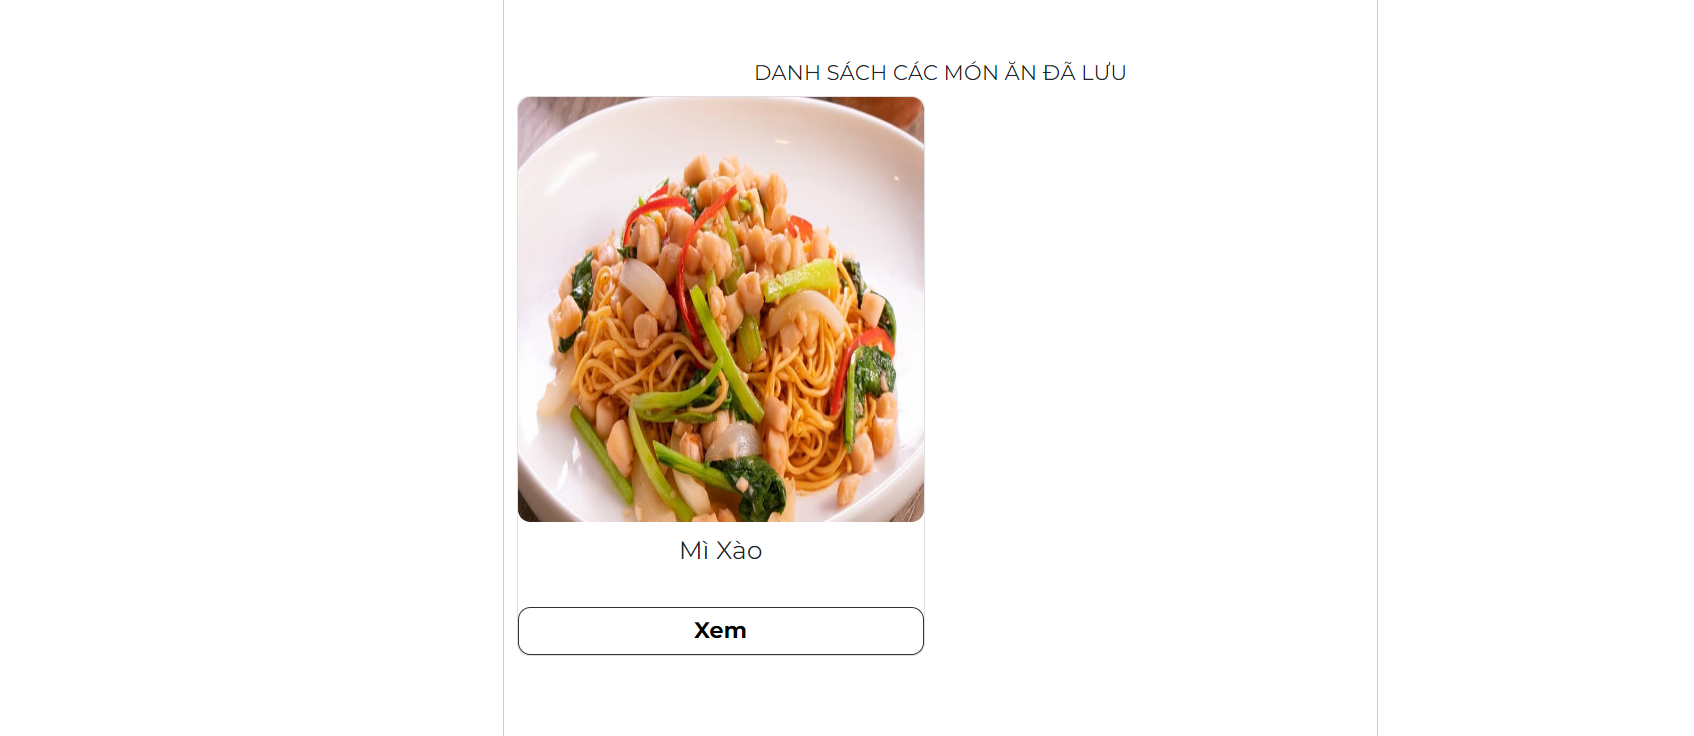 DANH SÁCH CÁC MÓN ĂN ĐÃ LƯU
Mì Xào
Xem